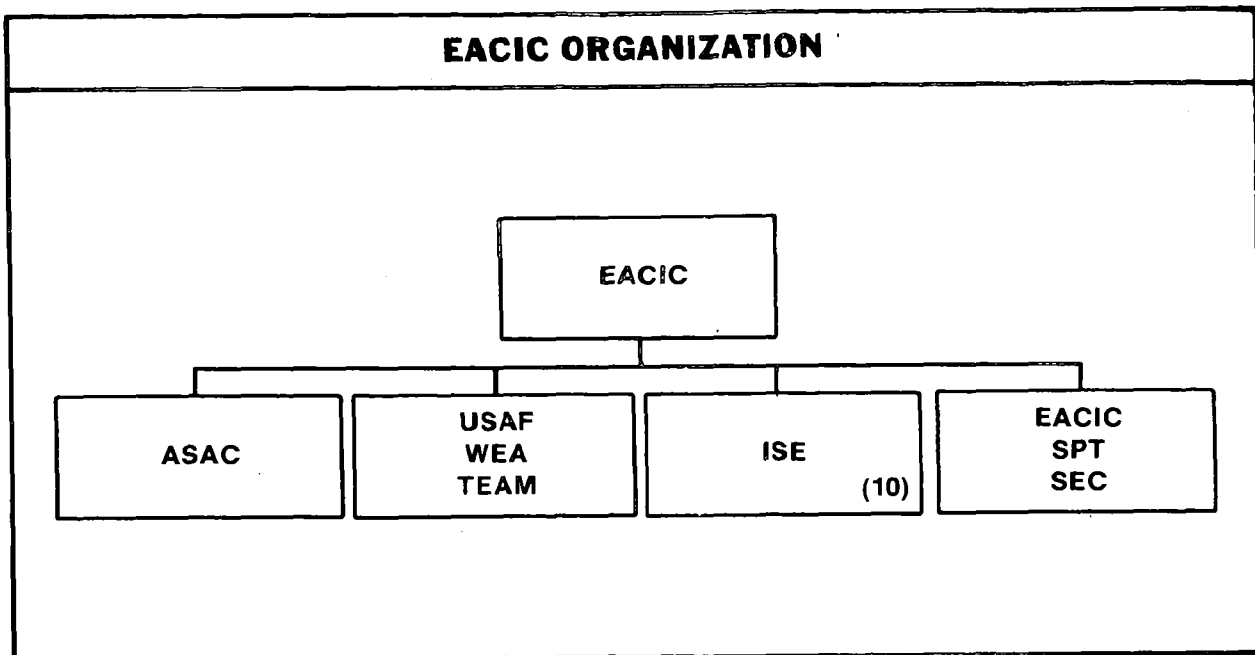 EACIC ORGANIZATION
EACIC
ASAC
USAF
WEA
TEAM
ISE
(10)
EACIC
SPT
SEC